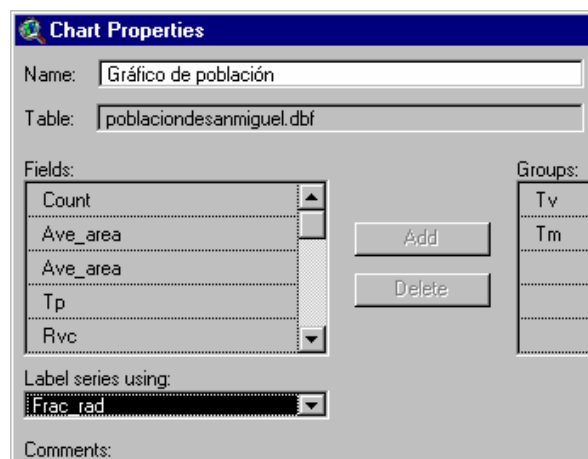 Chart Properties
Name: Gráfico de población
Table: poblaciondesanmiguel.dbf
Fields:
Count
Ave_area
Ave_area
Tp
Rvc
Add
Delete
Groups:
Tv
Tm
Label series using:
Frac_rad
Comments: